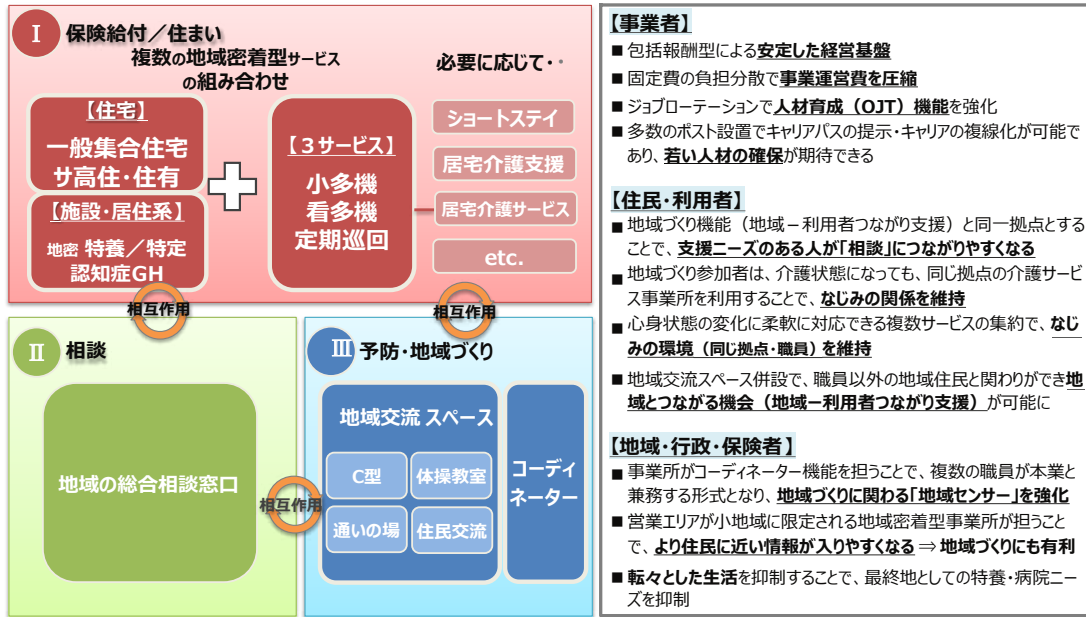 Ⅰ 保険給付／住まい
複数の地域密着型サービス
の組み合わせ
必要に応じて・・
【住宅】
一般集合住宅
サ高住・住有
【施設・居住系】
地密 特養／特定
認知症GH
【３サービス】
小多機
看多機
定期巡回
ショートステイ
居宅介護支援
居宅介護サービス
etc.
相互作用
相互作用
Ⅱ 相談
地域の総合相談窓口
相互作用
Ⅲ 予防・地域づくり
地域交流 スペース
C型
体操教室
通いの場
住民交流
コーディ
ネーター
【事業者】
■ 包括報酬型による安定した経営基盤
■ 固定費の負担分散で事業運営費を圧縮
■ ジョブローテーションで人材育成（OJT）機能を強化
■ 多数のポスト設置でキャリアパスの提示・キャリアの複線化が可能で
あり、若い人材の確保が期待できる
【住民・利用者】
■ 地域づくり機能（地域－利用者つながり支援）と同一拠点とする
ことで、支援ニーズのある人が「相談」につながりやすくなる
■ 地域づくり参加者は、介護状態になっても、同じ拠点の介護サービ
ス事業所を利用することで、なじみの関係を維持
■ 心身状態の変化に柔軟に対応できる複数サービスの集約で、なじ
みの環境（同じ拠点・職員）を維持
■ 地域交流スペース併設で、職員以外の地域住民と関わりができ地
域とつながる機会（地域－利用者つながり支援）が可能に
【地域・行政・保険者】
■ 事業所がコーディネーター機能を担うことで、複数の職員が本業と
兼務する形式となり、地域づくりに関わる「地域センサー」を強化
■ 営業エリアが小地域に限定される地域密着型事業所が担うこと
で、より住民に近い情報が入りやすくなる ⇒ 地域づくりにも有利
■ 転々とした生活を抑制することで、最終地としての特養・病院ニー
ズを抑制